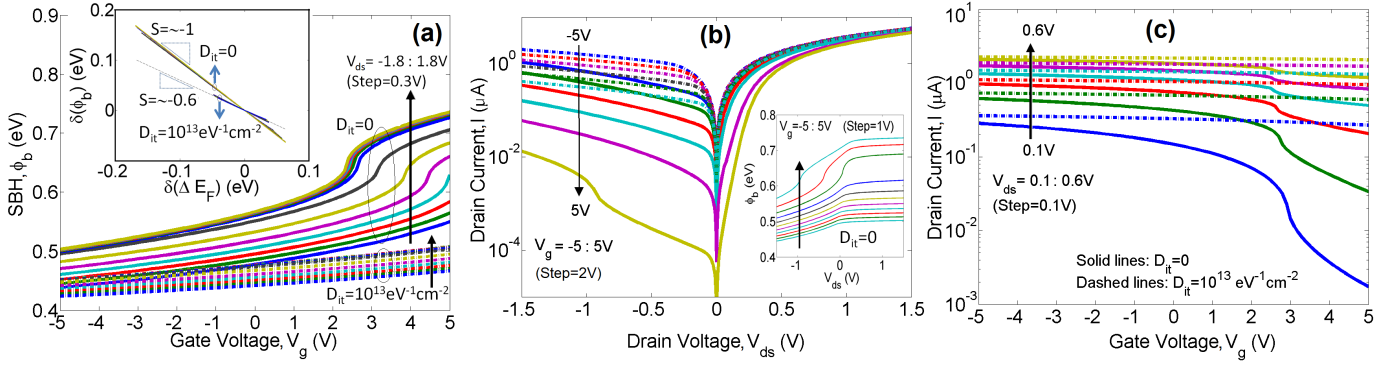 (a)
SBH, ϕb (eV)
0.9
0.8
0.7
0.6
0.5
0.4
-5 -4 -3 -2 -1 0 1 2 3 4 5
Gate Voltage, Vg (V)
δ(ϕb) (eV)
0.2
0.1
0
-0.2 -0.1 0 0.1
δ(Δ EF) (eV)
S=~-1
Dit=0
S=~-0.6
Dit=10^13eV^-1cm^-2
Vds= -1.8 : 1.8V
(Step=0.3V)
Dit=0
Dit=10^13eV^-1cm^-2
(b)
Drain Current, I (μA)
10^0
10^-2
10^-4
-1.5 -1 -0.5 0 0.5 1 1.5
Drain Voltage, Vds (V)
-5V
5V
Vg = -5 : 5V
(Step=2V)
Vg=-5 : 5V (Step=1V)
ϕb (eV)
0.8
0.7
0.6
0.5
0.4
-1 0 1
Vds (V)
Dit=0
(c)
Drain Current, I (μA)
10^1
10^0
10^-1
10^-2
10^-3
-5 -4 -3 -2 -1 0 1 2 3 4 5
Gate Voltage, Vg (V)
0.6V
0.1V
Vds = 0.1 : 0.6V
(Step=0.1V)
Solid lines: Dit=0
Dashed lines: Dit=10^13 eV^-1cm^-2